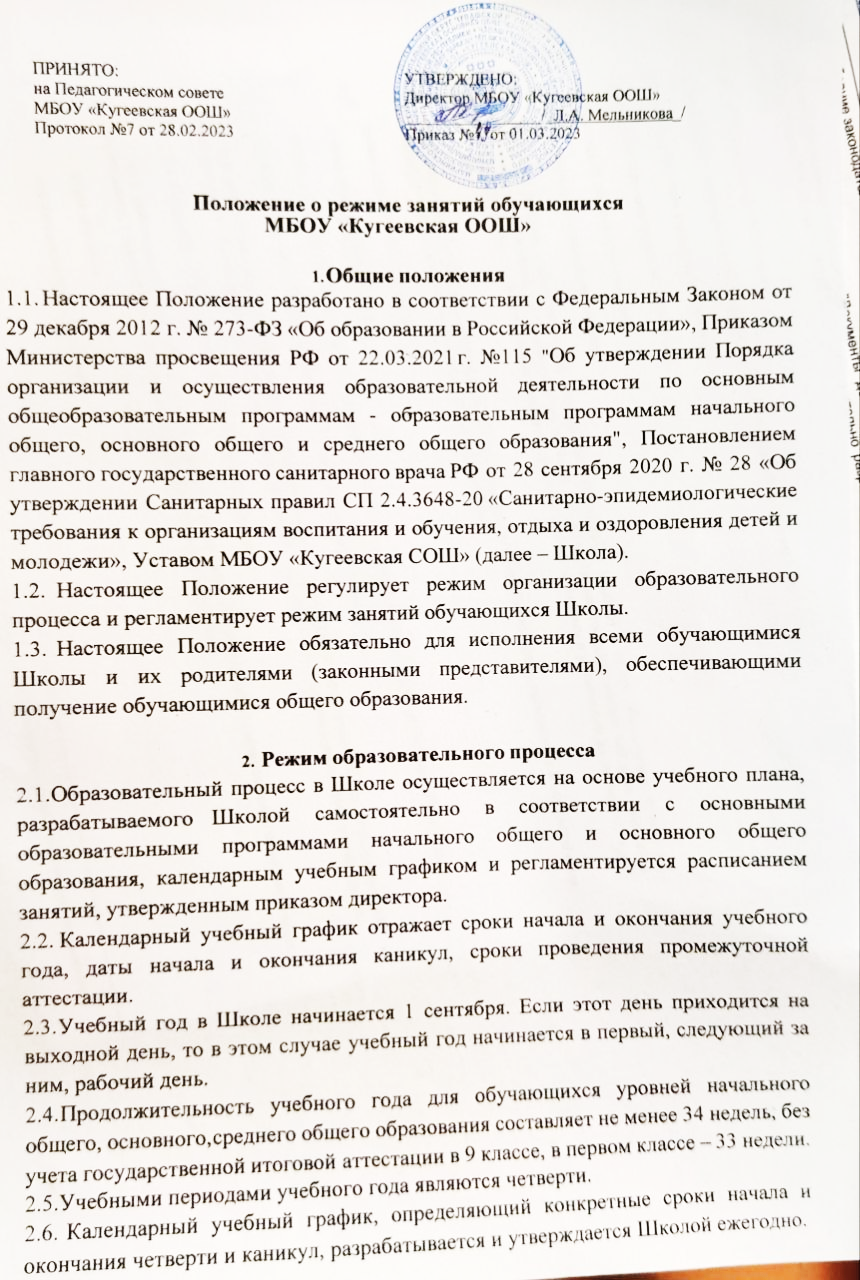 ПРИНЯТО:
на Педагогическом совете
МБОУ «Кугеевская ООШ»
Протокол №7 от 28.02.2023
УТВЕРЖДЕНО:
Директор МБОУ «Кугеевская ООШ»
/ Л.А. Мельникова /
Приказ № от 01.03.2023
Положение о режиме занятий обучающихся
МБОУ «Кугеевская ООШ»
1.Общие положения
1.1. Настоящее Положение разработано в соответствии с Федеральным Законом от
29 декабря 2012 г. № 273-ФЗ «Об образовании в Российской Федерации», Приказом
Министерства просвещения РФ от 22.03.2021 г. №115 "Об утверждении Порядка
организации и осуществления образовательной деятельности по основным
общеобразовательным программам - образовательным программам начального
общего, основного общего и среднего общего образования", Постановлением
главного государственного санитарного врача РФ от 28 сентября 2020 г. № 28 «Об
утверждении Санитарных правил СП 2.4.3648-20 «Санитарно-эпидемиологические
требования к организациям воспитания и обучения, отдыха и оздоровления детей и
молодежи», Уставом МБОУ «Кугеевская СОШ» (далее – Школа).
1.2. Настоящее Положение регулирует режим организации образовательного
процесса и регламентирует режим занятий обучающихся Школы.
1.3. Настоящее Положение обязательно для исполнения всеми обучающимися
Школы и их родителями (законными представителями), обеспечивающими
получение обучающимися общего образования.
2. Режим образовательного процесса
2.1.Образовательный процесс в Школе осуществляется на основе учебного плана,
разрабатываемого Школой самостоятельно в соответствии с основными
образовательными программами начального общего и основного общего
образования, календарным учебным графиком и регламентируется расписанием
занятий, утвержденным приказом директора.
2.2. Календарный учебный график отражает сроки начала и окончания учебного
года, даты начала и окончания каникул, сроки проведения промежуточной
аттестации.
2.3.Учебный год в Школе начинается 1 сентября. Если этот день приходится на
выходной день, то в этом случае учебный год начинается в первый, следующий за
ним, рабочий день.
2.4.Продолжительность учебного года для обучающихся уровней начального
общего, основного,среднего общего образования составляет не менее 34 недель, без
учета государственной итоговой аттестации в 9 классе, в первом классе – 33 недели.
2.5.Учебными периодами учебного года являются четверти.
2.6. Календарный учебный график, определяющий конкретные сроки начала и
окончания четверти и каникул, разрабатывается и утверждается Школой ежегодно.